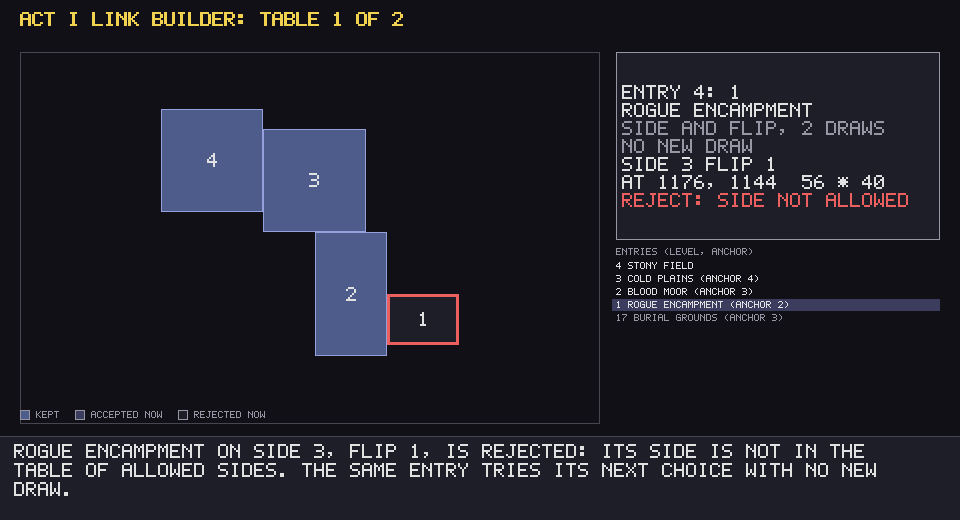 ACT I LINK BUILDER: TABLE 1 OF 2
4
3
2
1
KEPT
ACCEPTED NOW
REJECTED NOW
ENTRY 4: 1
ROGUE ENCAMPMENT
SIDE AND FLIP, 2 DRAWS
NO NEW DRAW
SIDE 3 FLIP 1
AT 1176, 1144  56 * 40
REJECT: SIDE NOT ALLOWED
ENTRIES (LEVEL, ANCHOR)
4 STONY FIELD
3 COLD PLAINS (ANCHOR 4)
2 BLOOD MOOR (ANCHOR 3)
1 ROGUE ENCAMPMENT (ANCHOR 2)
17 BURIAL GROUNDS (ANCHOR 3)
ROGUE ENCAMPMENT ON SIDE 3, FLIP 1, IS REJECTED: ITS SIDE IS NOT IN THE
TABLE OF ALLOWED SIDES. THE SAME ENTRY TRIES ITS NEXT CHOICE WITH NO NEW
DRAW.